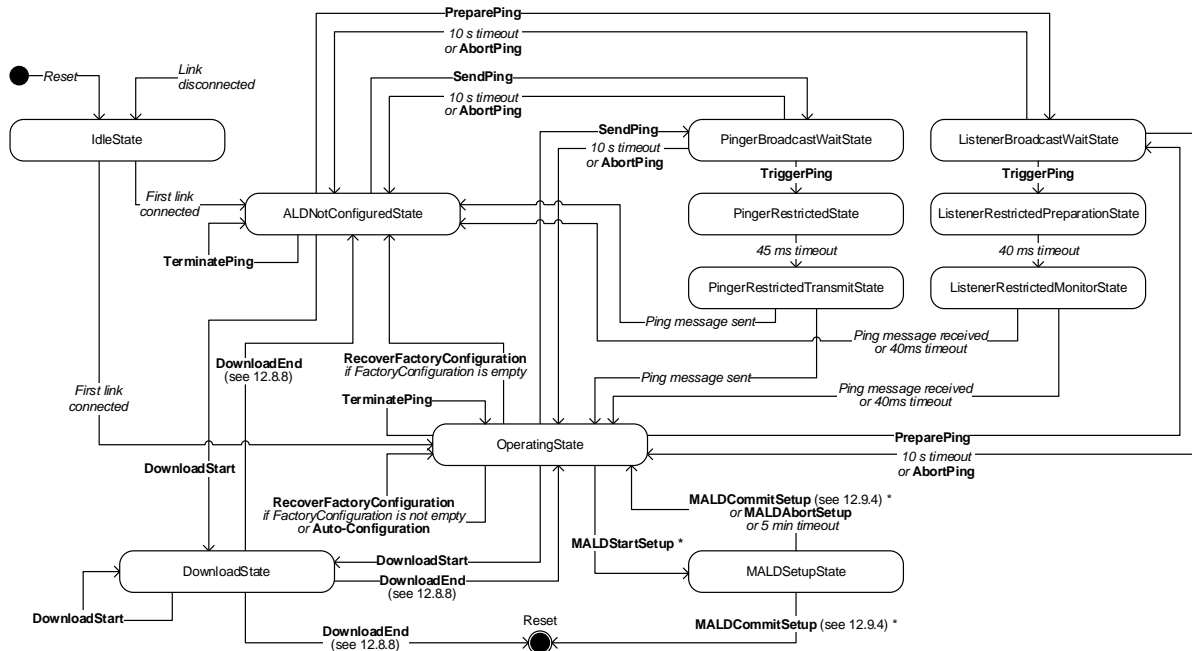 PreparePing
10 s timeout
or AbortPing
Reset
Link
disconnected
SendPing
10 s timeout
or AbortPing
IdleState
SendPing
10 s timeout
or AbortPing
PingerBroadcastWaitState
ListenerBroadcastWaitState
TriggerPing
TriggerPing
First link
connected
ALDNotConfiguredState
PingerRestrictedState
ListenerRestrictedPreparationState
TerminatePing
45 ms timeout
40 ms timeout
PingerRestrictedTransmitState
ListenerRestrictedMonitorState
Ping message sent
Ping message received
or 40ms timeout
DownloadEnd
(see 12.8.8)
RecoverFactoryConfiguration
if FactoryConfiguration is empty
First link
connected
Ping message sent
Ping message received
or 40ms timeout
TerminatePing
OperatingState
PreparePing
10 s timeout
or AbortPing
DownloadStart
RecoverFactoryConfiguration
if FactoryConfiguration is not empty
or Auto-Configuration
MALDCommitSetup (see 12.9.4) *
or MALDAbortSetup
or 5 min timeout
MALDStartSetup *
DownloadState
DownloadStart
DownloadEnd
(see 12.8.8)
MALDSetupState
DownloadStart
DownloadEnd
(see 12.8.8)
Reset
MALDCommitSetup (see 12.9.4) *